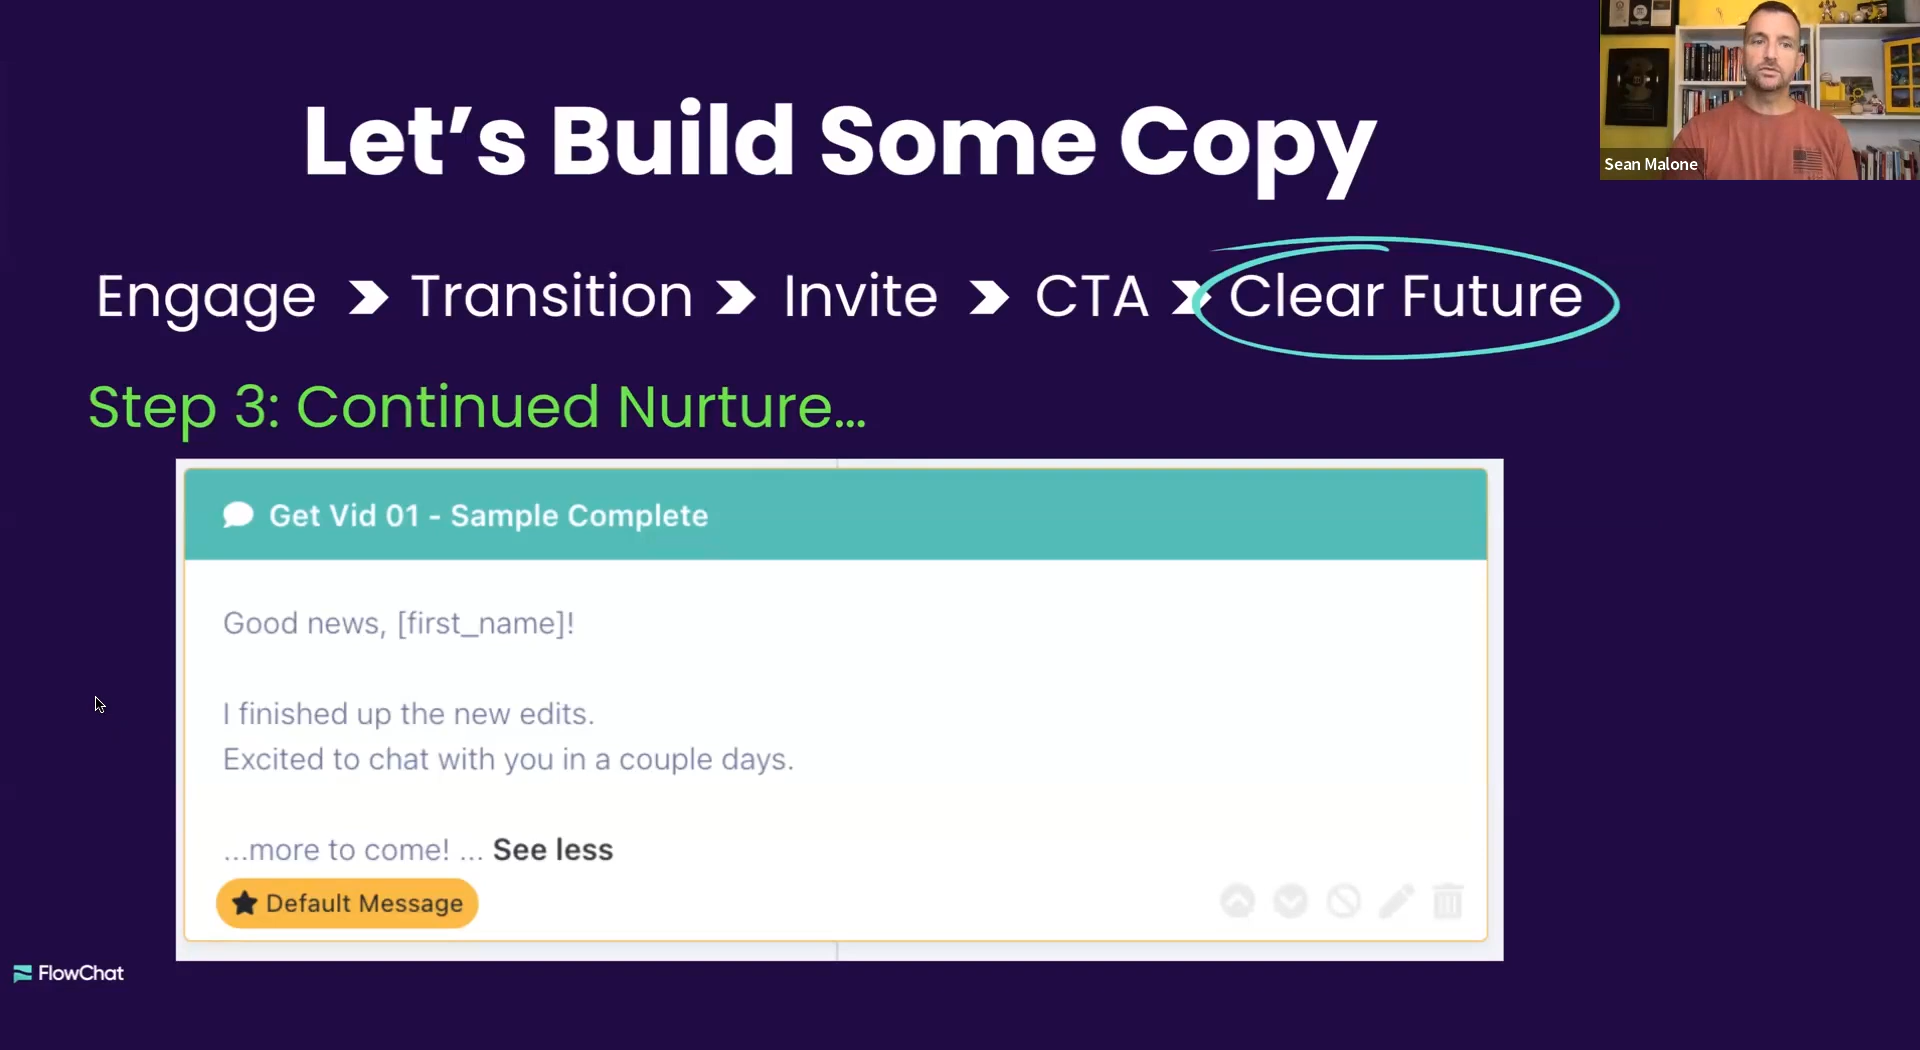 Let's Build Some Copy
Sean Malone
Engage Transition Invite CTA Clear Future
Step 3: Continued Nurture...
Get Vid 01 - Sample Complete
Good news, [first_name]!
I finished up the new edits.
Excited to chat with you in a couple days.
...more to come! ... See less
Default Message
FlowChat